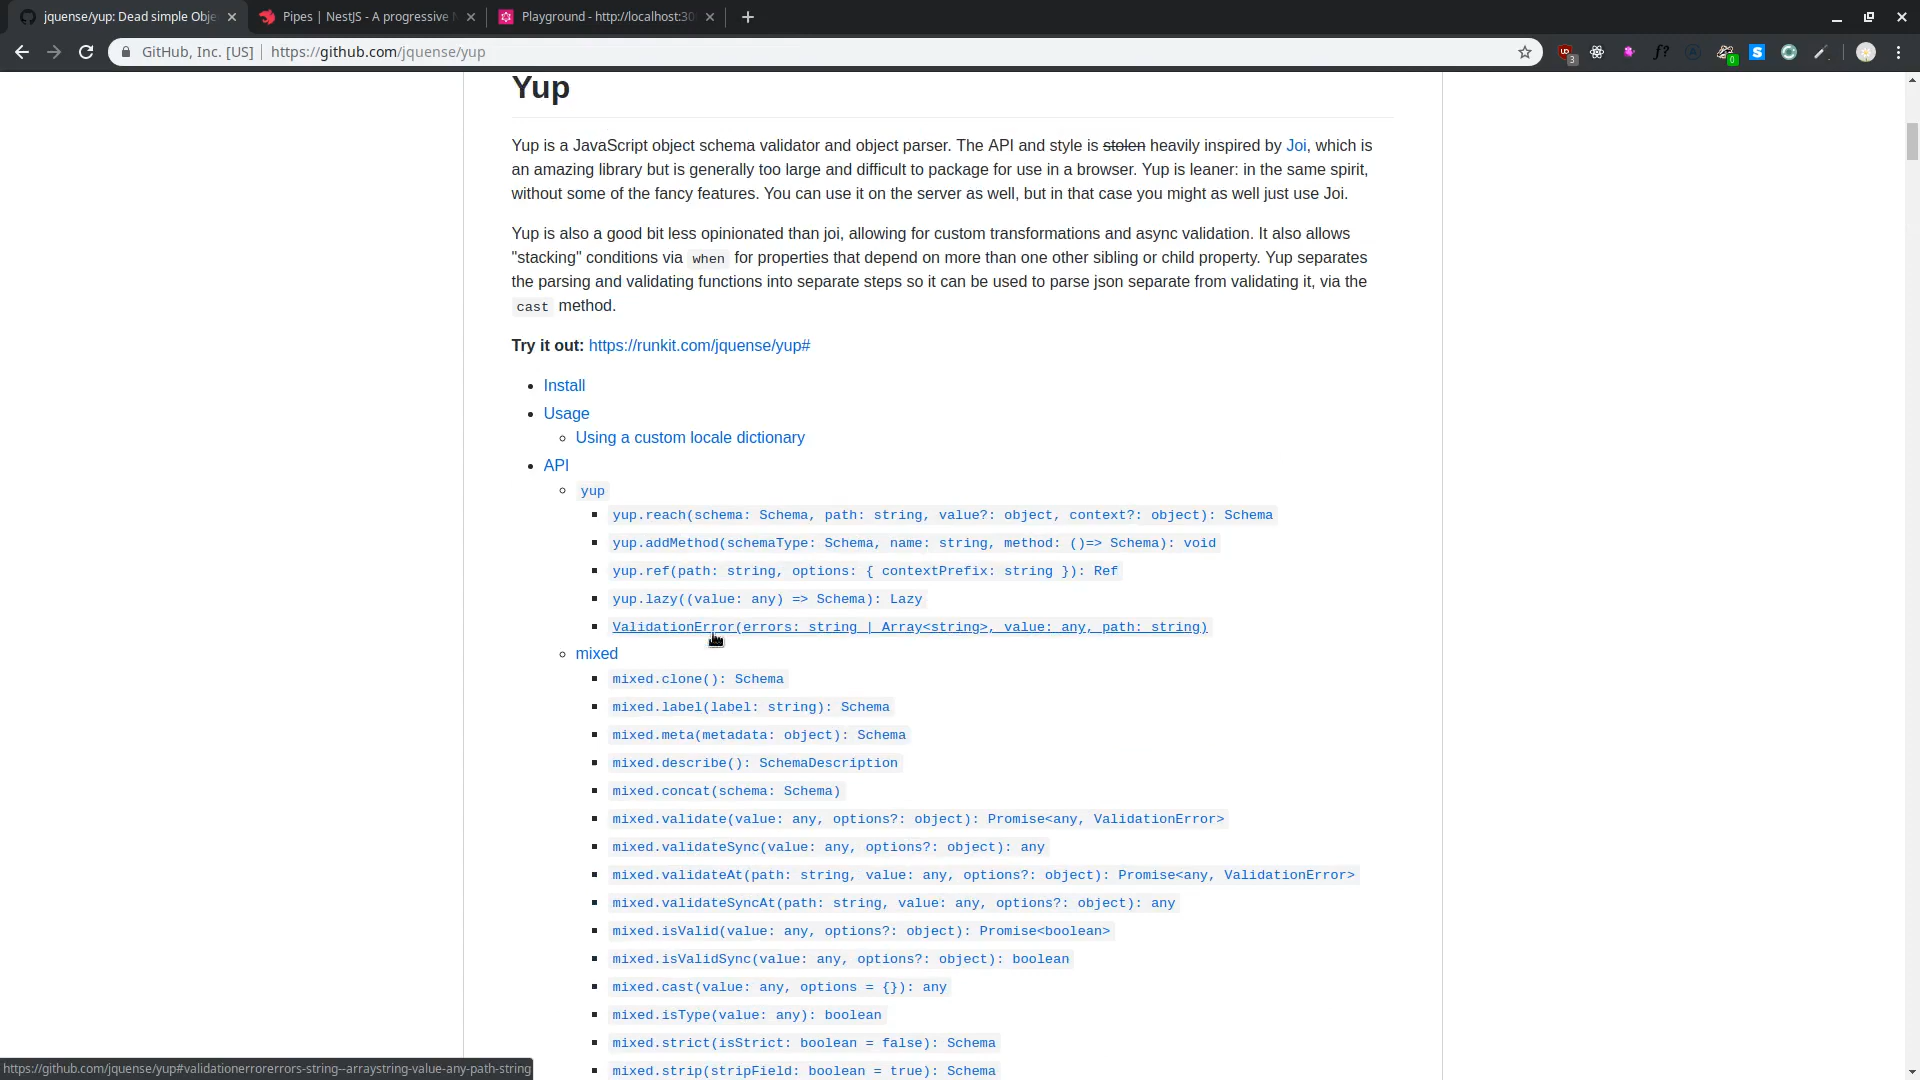 jquense/yup: Dead simple Obje
Pipes | NestJS - A progressive N
Playground - http://localhost:30
GitHub, Inc. [US] | https://github.com/jquense/yup
3
f?
0
Yup
Yup is a JavaScript object schema validator and object parser. The API and style is stolen heavily inspired by Joi, which is
an amazing library but is generally too large and difficult to package for use in a browser. Yup is leaner: in the same spirit,
without some of the fancy features. You can use it on the server as well, but in that case you might as well just use Joi.
Yup is also a good bit less opinionated than joi, allowing for custom transformations and async validation. It also allows
"stacking" conditions via when for properties that depend on more than one other sibling or child property. Yup separates
the parsing and validating functions into separate steps so it can be used to parse json separate from validating it, via the
cast method.
Try it out: https://runkit.com/jquense/yup#
Install
Usage
Using a custom locale dictionary
API
yup
yup.reach(schema: Schema, path: string, value?: object, context?: object): Schema
yup.addMethod(schemaType: Schema, name: string, method: ()=> Schema): void
yup.ref(path: string, options: { contextPrefix: string }): Ref
yup.lazy((value: any) => Schema): Lazy
ValidationError(errors: string | Array<string>, value: any, path: string)
mixed
mixed.clone(): Schema
mixed.label(label: string): Schema
mixed.meta(metadata: object): Schema
mixed.describe(): SchemaDescription
mixed.concat(schema: Schema)
mixed.validate(value: any, options?: object): Promise<any, ValidationError>
mixed.validateSync(value: any, options?: object): any
mixed.validateAt(path: string, value: any, options?: object): Promise<any, ValidationError>
mixed.validateSyncAt(path: string, value: any, options?: object): any
mixed.isValid(value: any, options?: object): Promise<boolean>
mixed.isValidSync(value: any, options?: object): boolean
mixed.cast(value: any, options = {}): any
mixed.isType(value: any): boolean
mixed.strict(isStrict: boolean = false): Schema
mixed.strip(stripField: boolean = true): Schema
https://github.com/jquense/yup#validationerrorerrors-string--arraystring-value-any-path-string